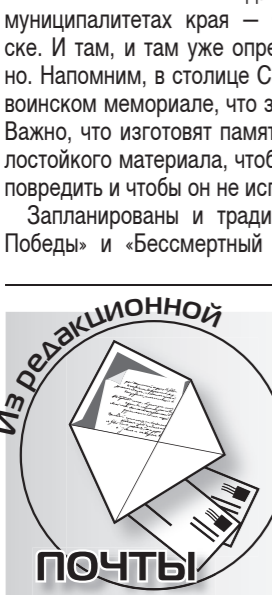 муниципалитетах края —
ске. И там, и там уже опре
но. Напомним, в столице С
воинском мемориале, что з
Важно, что изготовят памят
лостойкого материала, чтоб
повредить и чтобы он не исп
Запланированы и тради
Победы» и «Бессмертный
Из редакционной
ПОЧТЫ